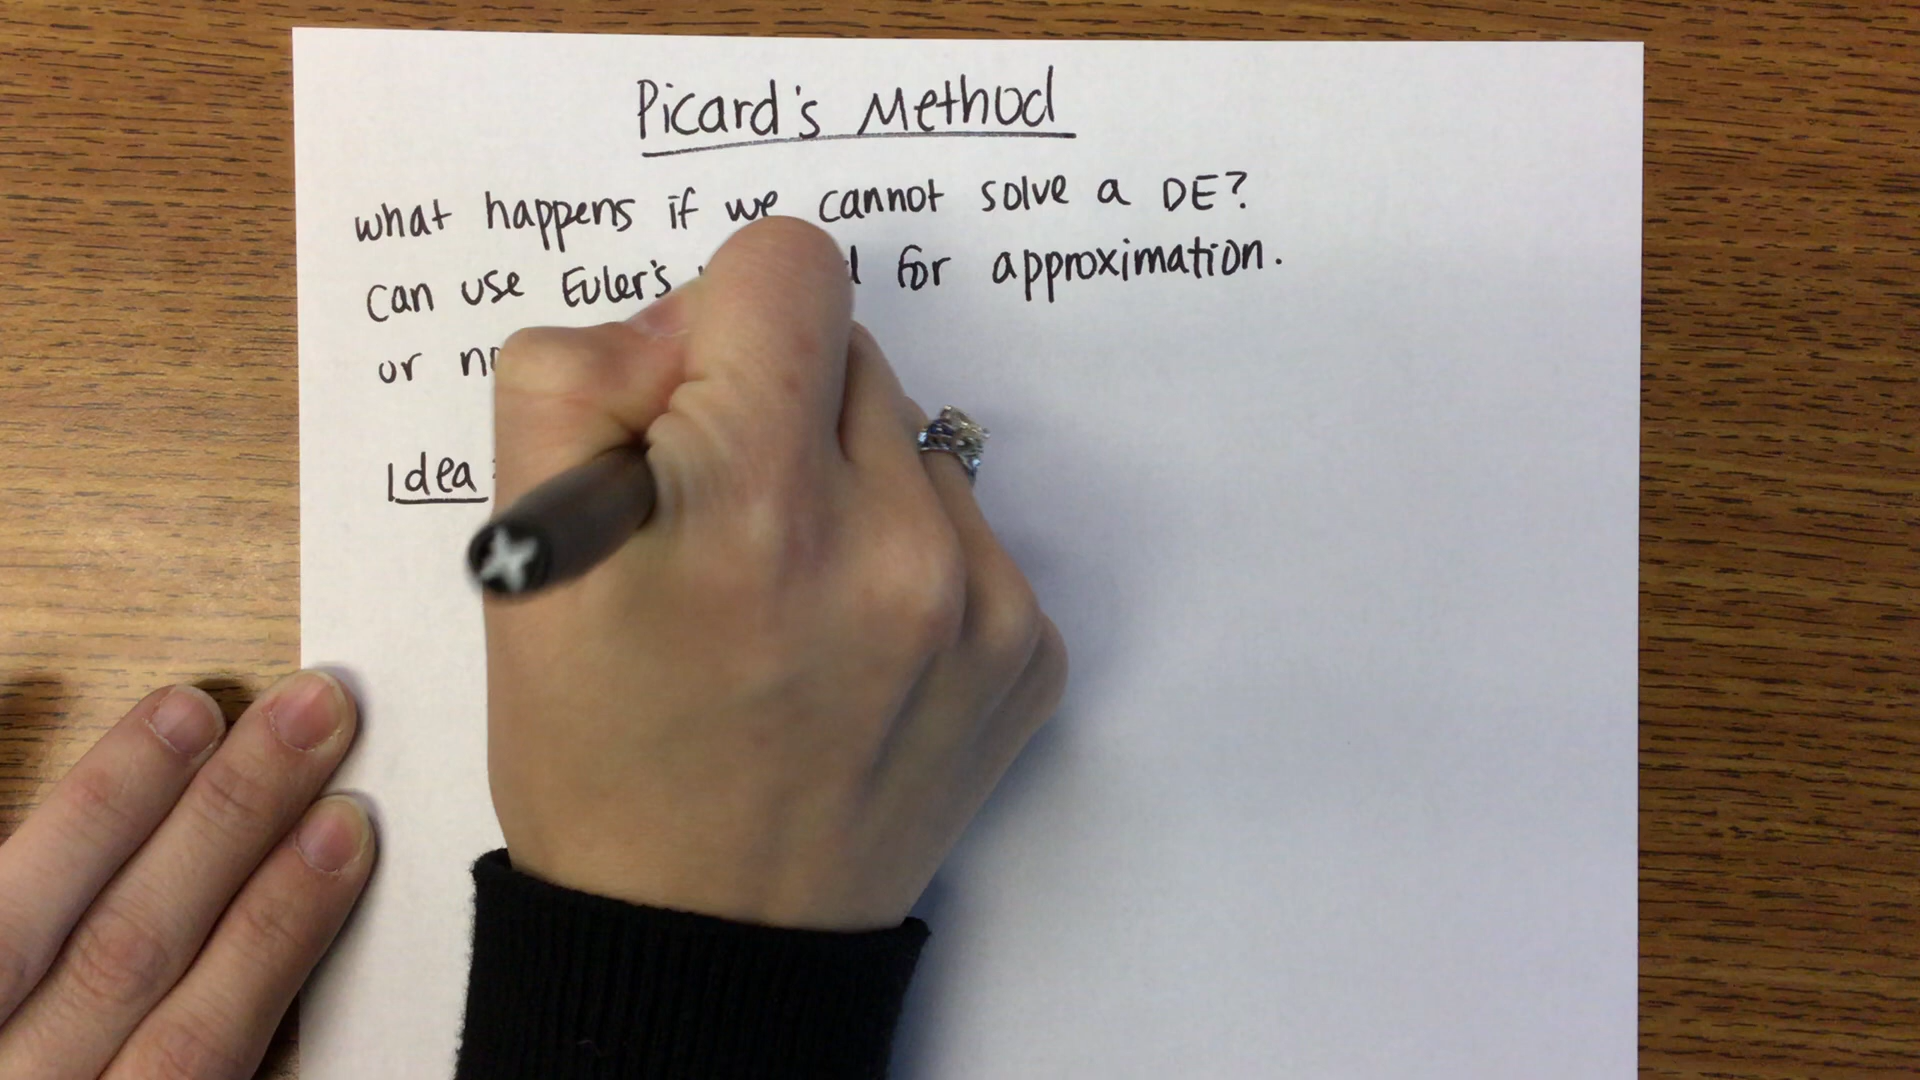 Picard's Method
what happens if we cannot solve a DE?
can use Euler's for approximation.
or
Idea